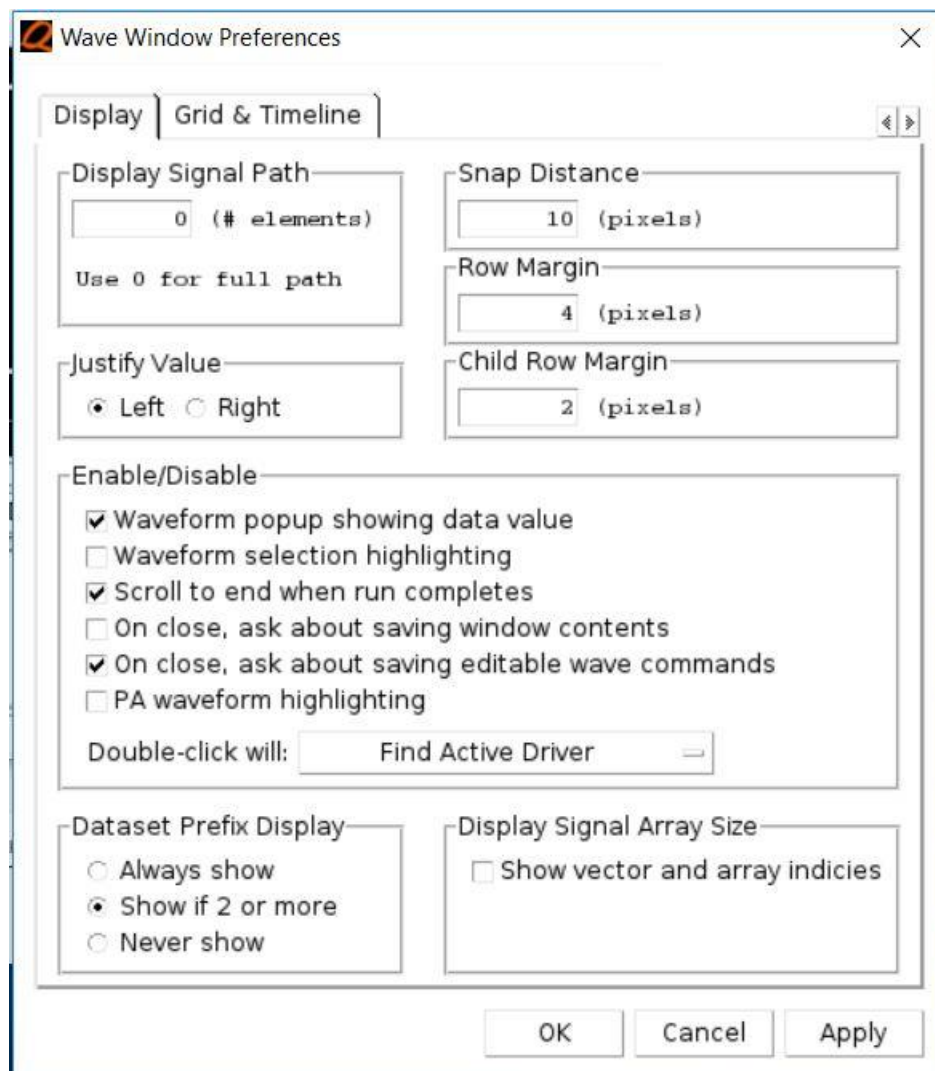 Wave Window Preferences
Display
Grid & Timeline
Display Signal Path
0 (# elements)
Use 0 for full path
Snap Distance
10 (pixels)
Row Margin
4 (pixels)
Justify Value
Left Right
Child Row Margin
2 (pixels)
Enable/Disable
Waveform popup showing data value
Waveform selection highlighting
Scroll to end when run completes
On close, ask about saving window contents
On close, ask about saving editable wave commands
PA waveform highlighting
Double-click will: Find Active Driver
Dataset Prefix Display
Always show
Show if 2 or more
Never show
Display Signal Array Size
Show vector and array indicies
OK Cancel Apply